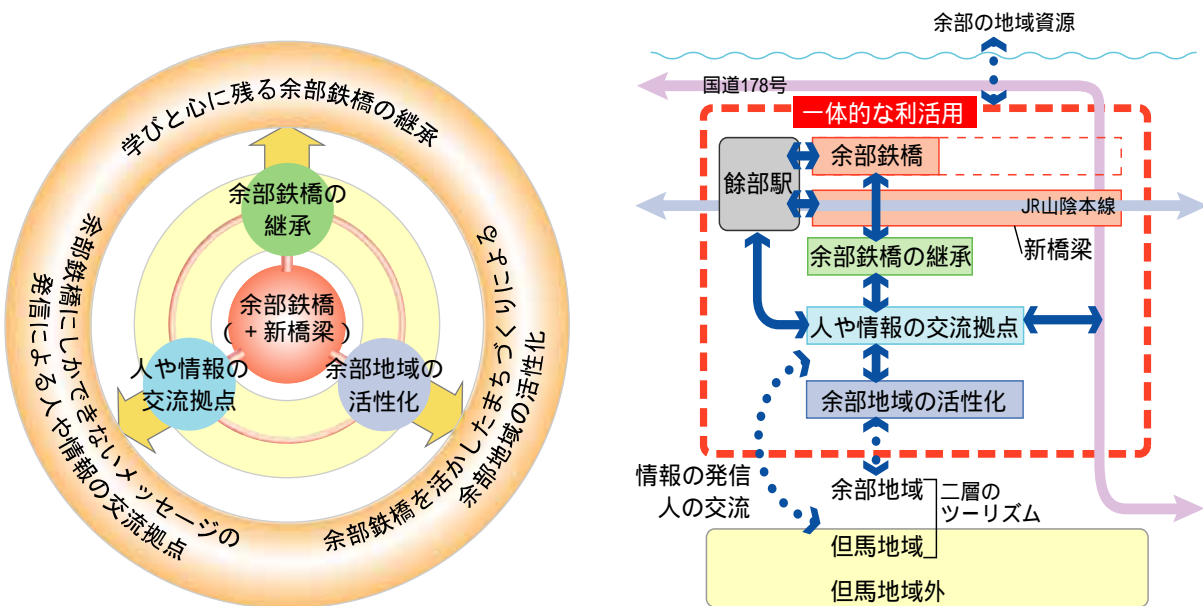 学びと心に残る余部鉄橋の継承
余部鉄橋の
継承
余部鉄橋
(+新橋梁)
人や情報の
交流拠点
余部地域の
活性化
余部鉄橋にしかできないメッセージの
発信による人や情報の交流拠点
余部鉄橋を活かしたまちづくりによる
余部地域の活性化
余部の地域資源
国道178号
一体的な利活用
餘部駅
余部鉄橋
JR山陰本線
新橋梁
余部鉄橋の継承
人や情報の交流拠点
余部地域の活性化
情報の発信
人の交流
余部地域
二層の
ツーリズム
但馬地域
但馬地域外